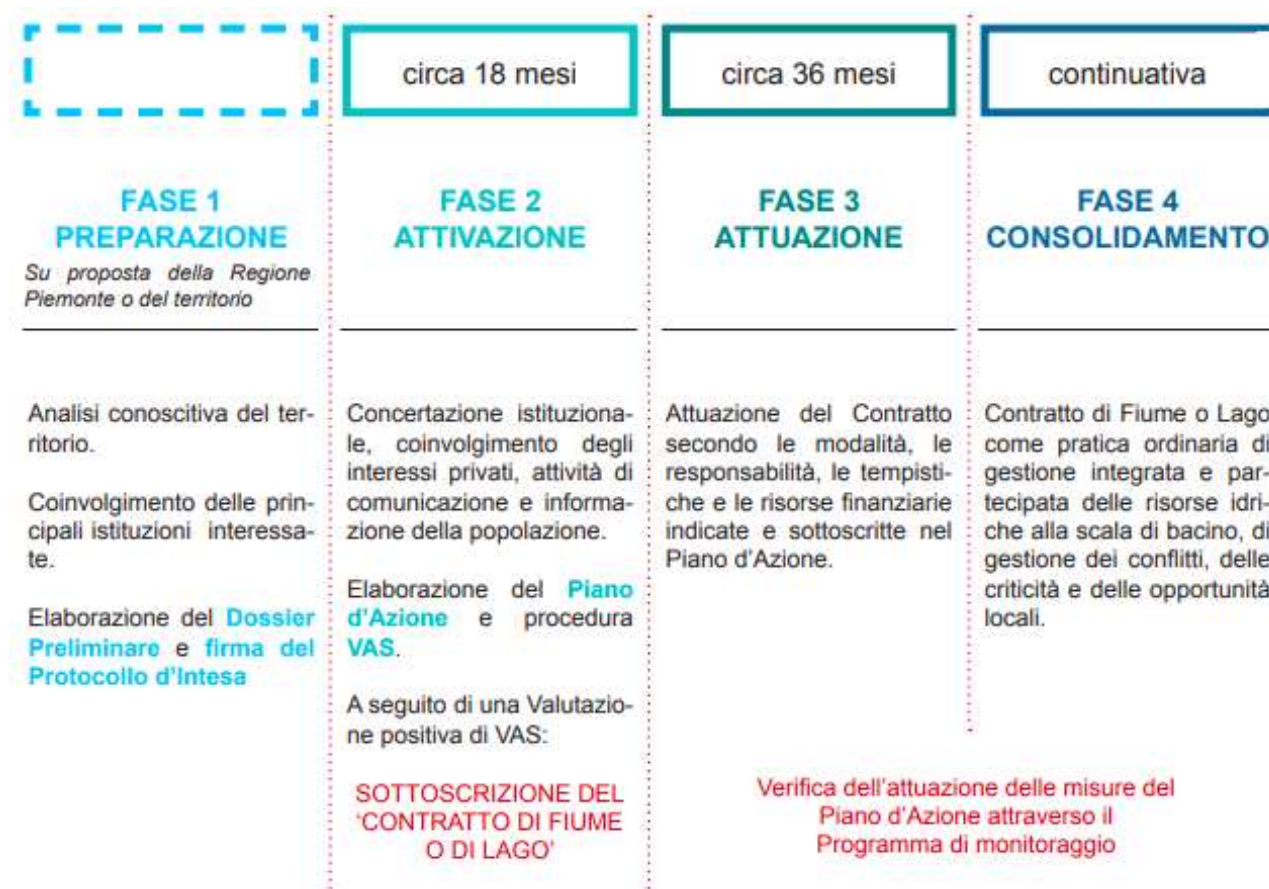 circa 18 mesi
circa 36 mesi
continuativa
FASE 1
PREPARAZIONE
Su proposta della Regione
Piemonte o del territorio
FASE 2
ATTIVAZIONE
FASE 3
ATTUAZIONE
FASE 4
CONSOLIDAMENTO
Analisi conoscitiva del ter-
ritorio.
Coinvolgimento delle prin-
cipali istituzioni interessa-
te.
Elaborazione del Dossier
Preliminare e firma del
Protocollo d'Intesa
Concertazione istituziona-
le, coinvolgimento degli
interessi privati, attività di
comunicazione e informa-
zione della popolazione.
Elaborazione del Piano
d'Azione e procedura
VAS.
A seguito di una Valutazio-
ne positiva di VAS:
SOTTOSCRIZIONE DEL
'CONTRATTO DI FIUME
O DI LAGO'
Attuazione del Contratto
secondo le modalità, le
responsabilità, le tempisti-
che e le risorse finanziarie
indicate e sottoscritte nel
Piano d'Azione.
Contratto di Fiume o Lago
come pratica ordinaria di
gestione integrata e par-
tecipata delle risorse idri-
che alla scala di bacino, di
gestione dei conflitti, delle
criticità e delle opportunità
locali.
Verifica dell'attuazione delle misure del
Piano d'Azione attraverso il
Programma di monitoraggio